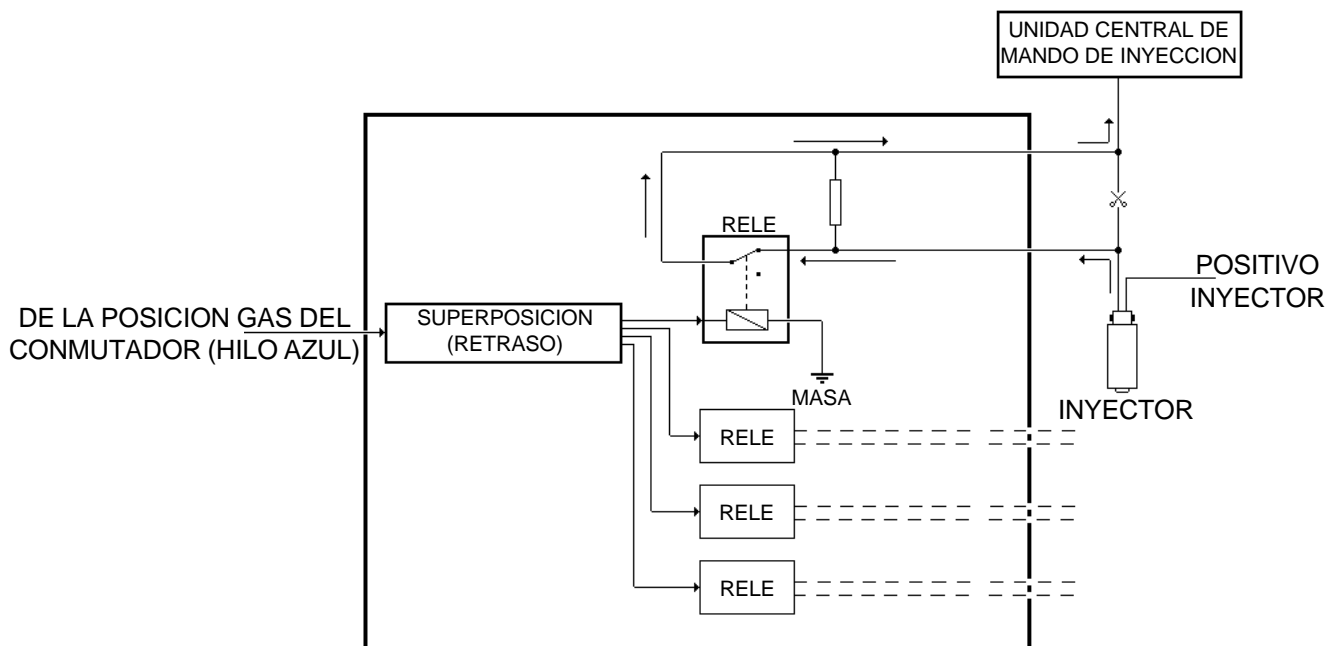 UNIDAD CENTRAL DE
MANDO DE INYECCION
RELE
POSITIVO
INYECTOR
DE LA POSICION GAS DEL
CONMUTADOR (HILO AZUL)
SUPERPOSICION
(RETRASO)
MASA
INYECTOR
RELE
RELE
RELE